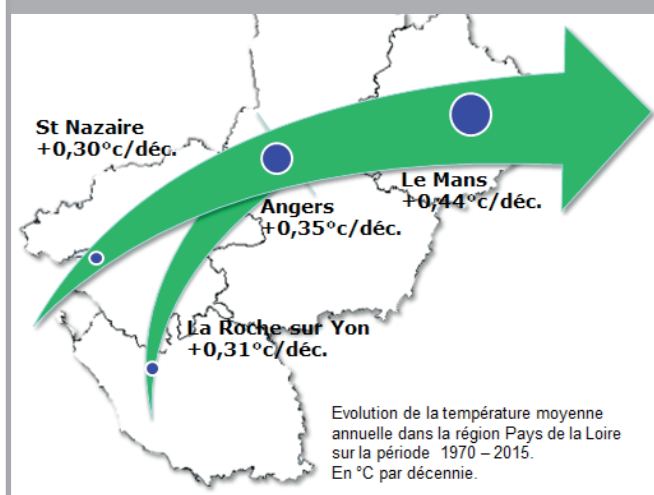 St Nazaire
+0,30°c/déc.
Le Mans
+0,44°c/déc.
Angers
+0,35°c/déc.
La Roche sur Yon
+0,31°c/déc.
Evolution de la température moyenne
annuelle dans la région Pays de la Loire
sur la période 1970 – 2015.
En °C par décennie.